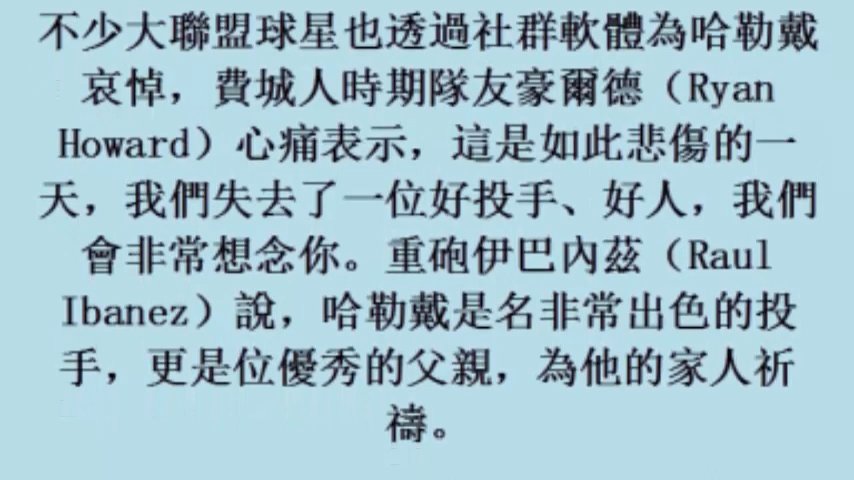 不少大聯盟球星也透過社群軟體為哈勒戴
哀悼，費城人時期隊友豪爾德（Ryan
Howard）心痛表示，這是如此悲傷的一
天，我們失去了一位好投手、好人，我們
會非常想念你。重砲伊巴內茲（Raul
Ibanez）說，哈勒戴是名非常出色的投
手，更是位優秀的父親，為他的家人祈
禱。